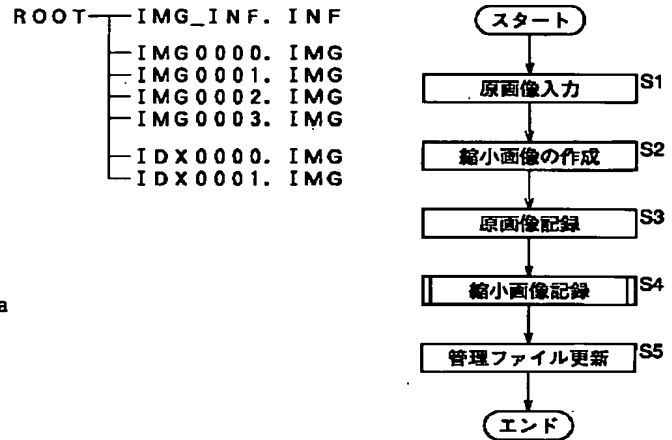 ROOT IMG_INF. INF
IMG0000. IMG
IMG0001. IMG
IMG0002. IMG
IMG0003. IMG
IDX0000. IMG
IDX0001. IMG
a
スタート
原画像入力 S1
縮小画像の作成 S2
原画像記録 S3
縮小画像記録 S4
管理ファイル更新 S5
エンド